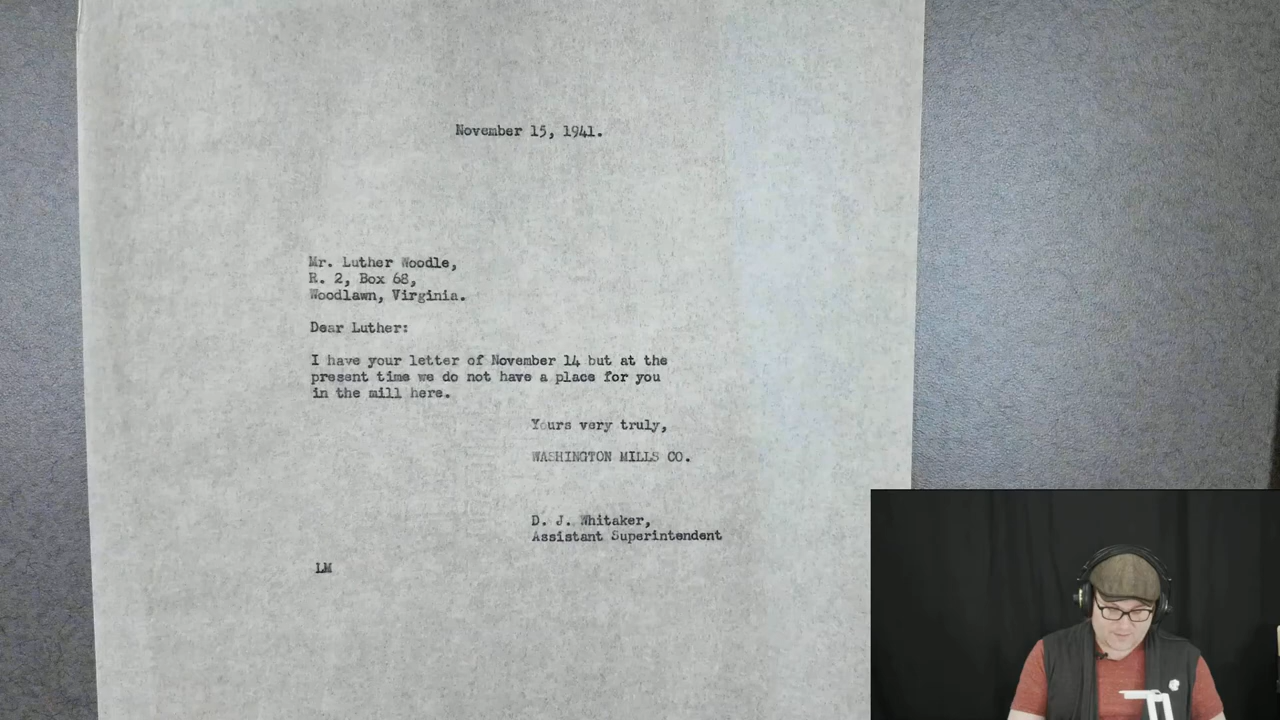 November 15, 1941.
Mr. Luther Woodle,
R. 2, Box 68,
Woodlawn, Virginia.
Dear Luther:
I have your letter of November 14 but at the
present time we do not have a place for you
in the mill here.
Yours very truly,
WASHINGTON MILLS CO.
D. J. Whitaker,
Assistant Superintendent
LM